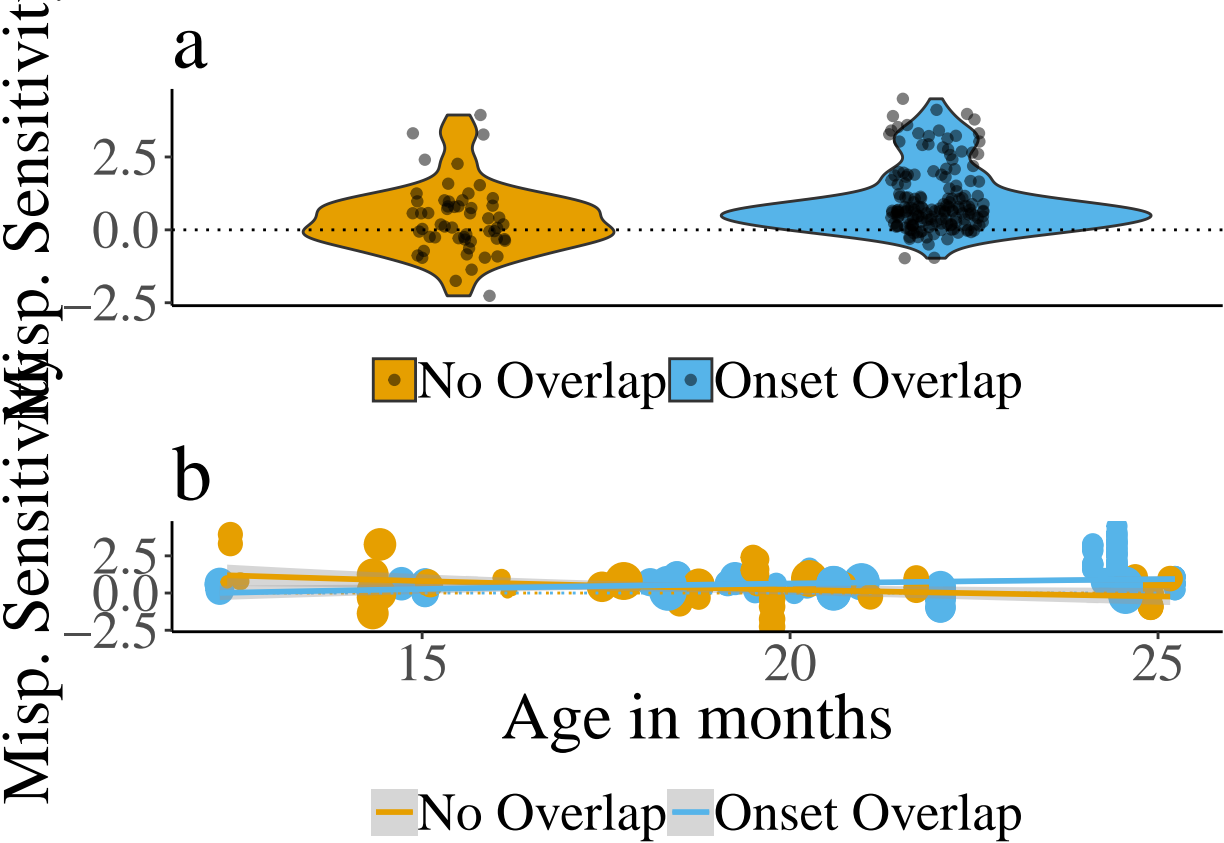 a
Misp. Sensitivity
2.5
0.0
−2.5
No Overlap
Onset Overlap
b
Misp. Sensitivity
2.5
0.0
−2.5
15
20
25
Age in months
No Overlap
Onset Overlap